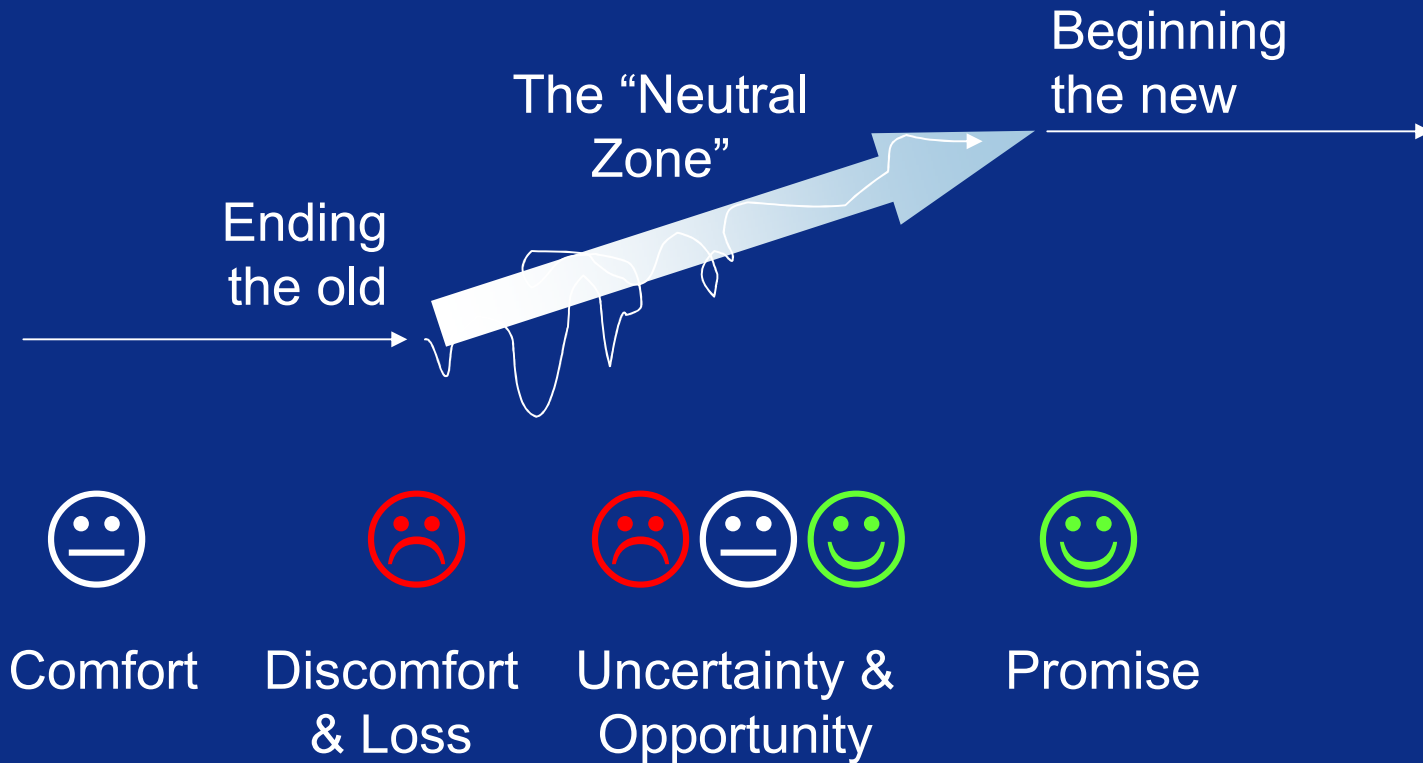 Beginning
the new
The “Neutral
Zone”
Ending
the old
Comfort
Discomfort
& Loss
Uncertainty &
Opportunity
Promise